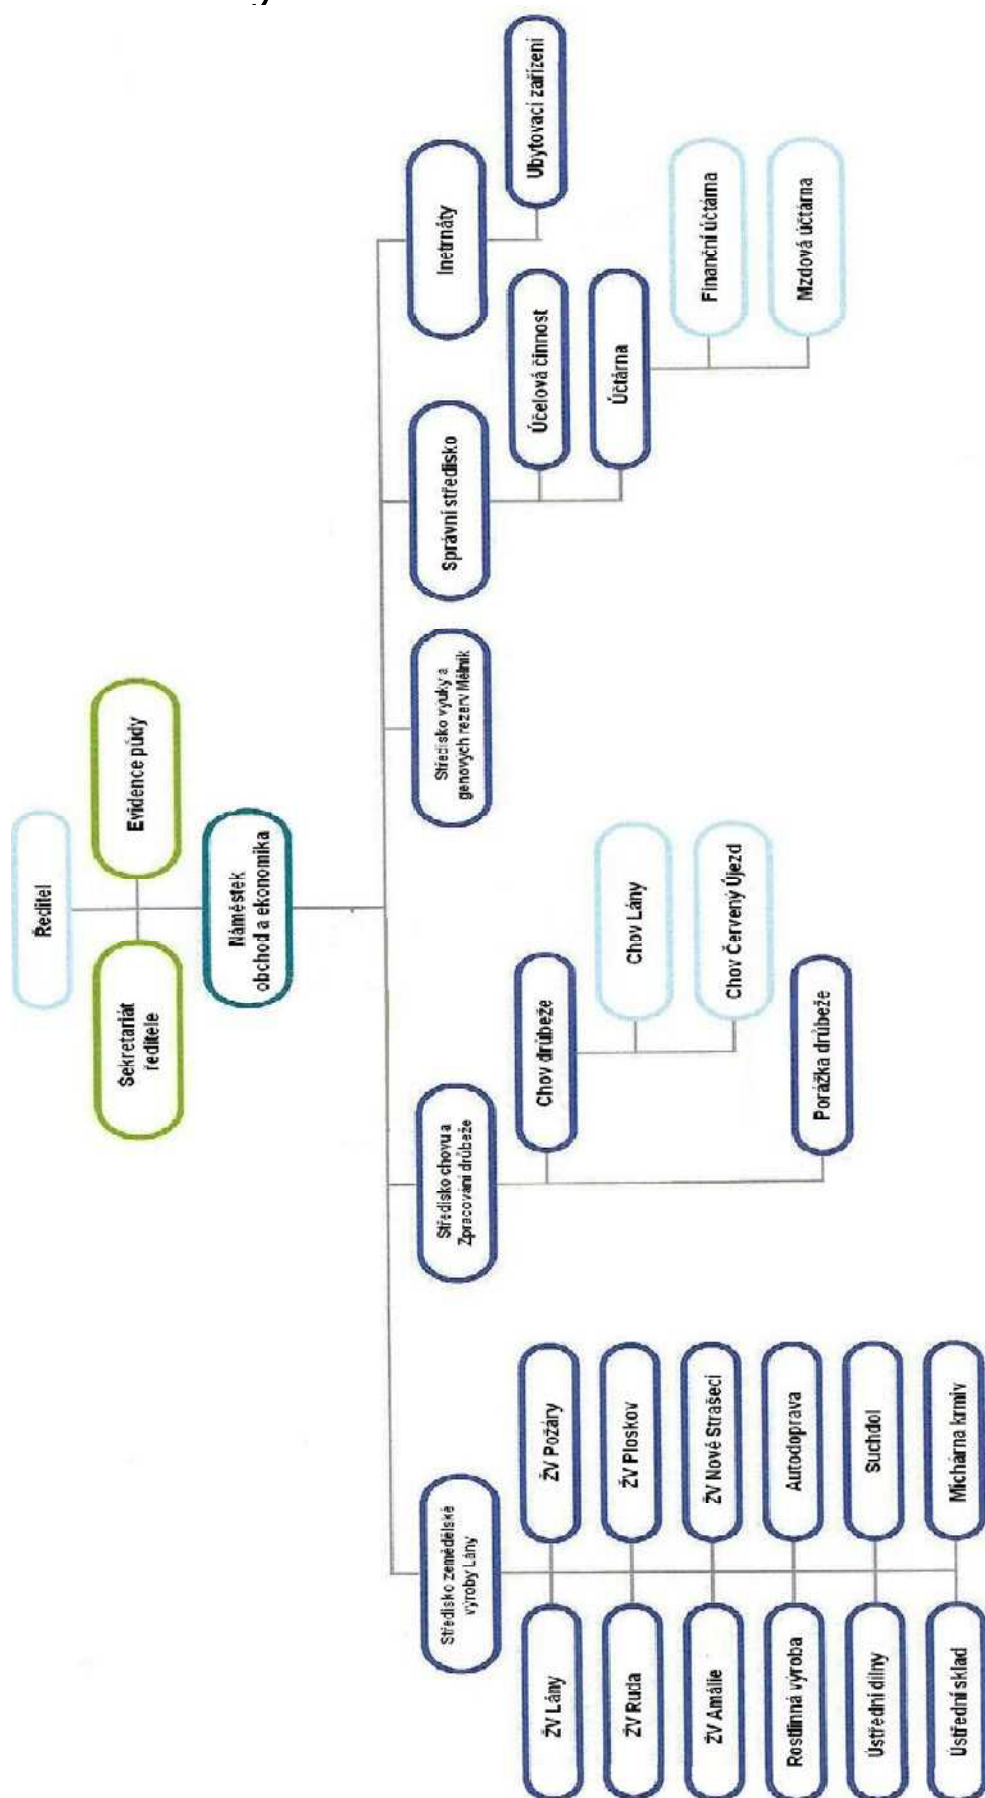 Ředitel
Sekretariát
ředitele
Evidence půdy
Náměstek
obchod a ekonomika
Středisko zemědělské
výroby Lány
Středisko chovu a
Zpracování drůbeže
Středisko výuky a
genových rezerv Mělník
Správní středisko
Inetrnáty
ŽV Lány
ŽV Požáry
ŽV Ruda
ŽV Ploskov
ŽV Amálie
ŽV Nové Strašecí
Rostlinná výroba
Autodoprava
Ústřední dílny
Suchdol
Ústřední sklad
Míchárna krmiv
Chov drůbeže
Chov Lány
Chov Červený Újezd
Porážka drůbeže
Účelová činnost
Účtárna
Finanční účtárna
Mzdová účtárna
Ubytovací zařízení